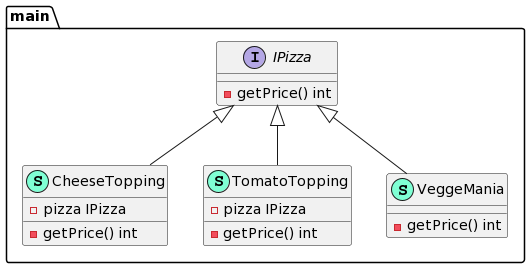 main
I IPizza
getPrice() int
S CheeseTopping
pizza IPizza
getPrice() int
S TomatoTopping
pizza IPizza
getPrice() int
S VeggeMania
getPrice() int